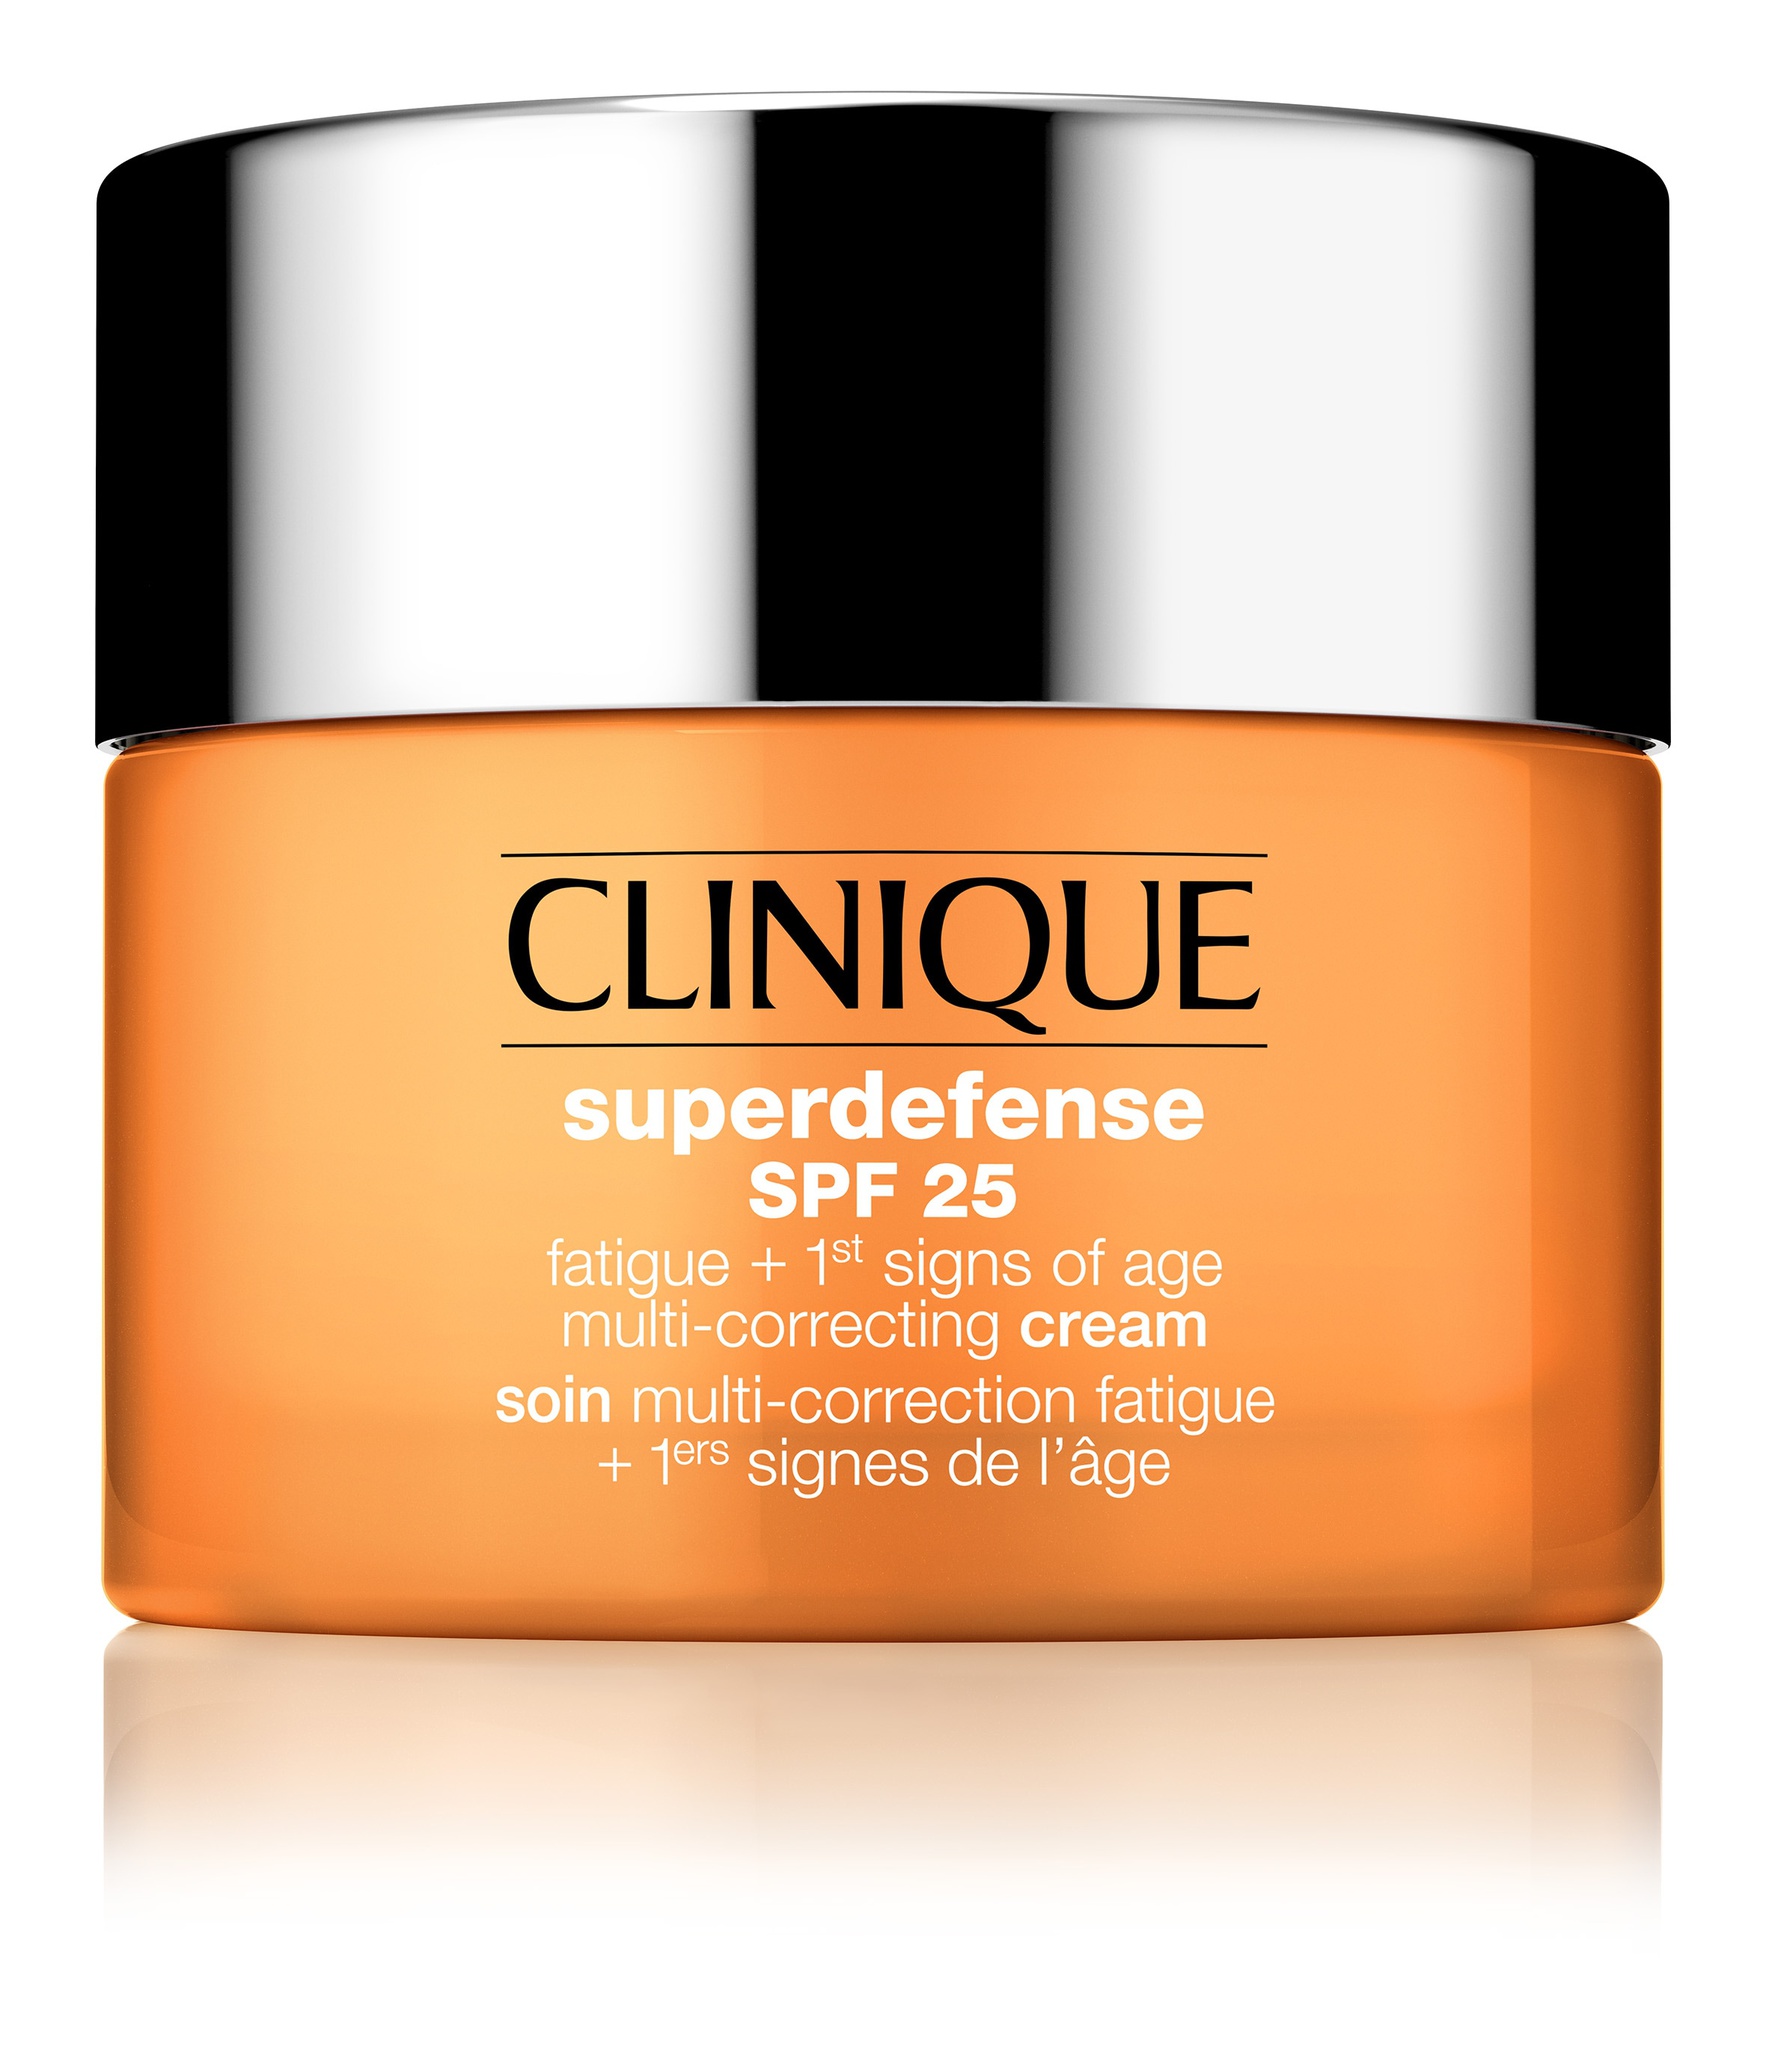 CLINIQUE
superdefense
SPF 25
fatigue + 1st signs of age
multi-correcting cream
soin multi-correction fatigue
+ 1ers signes de l’âge